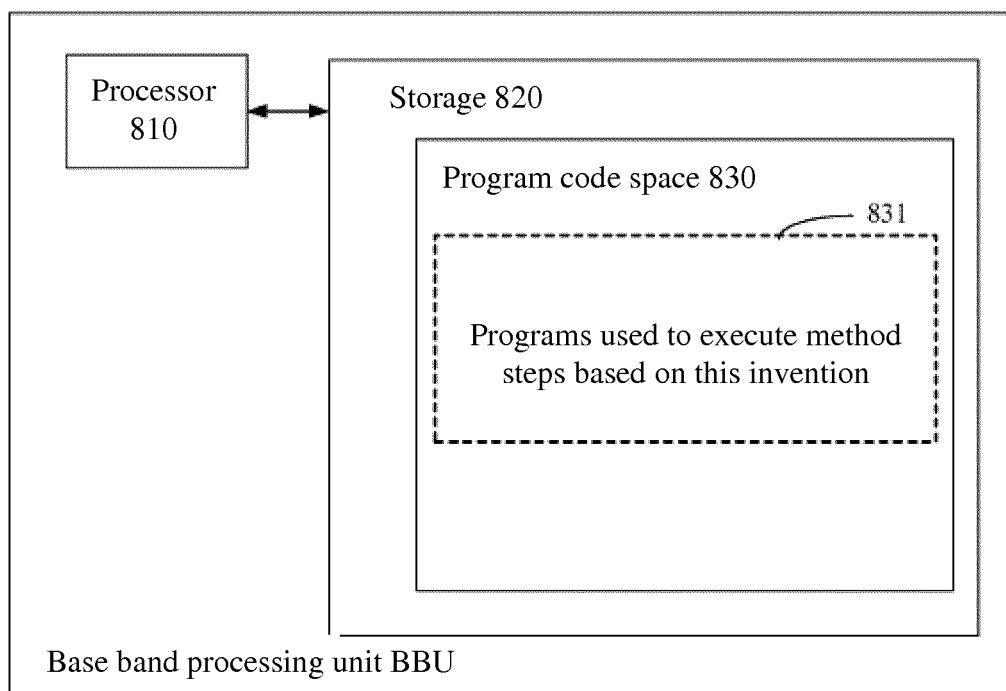 Processor
810
Storage 820
Program code space 830
831
Programs used to execute method
steps based on this invention
Base band processing unit BBU